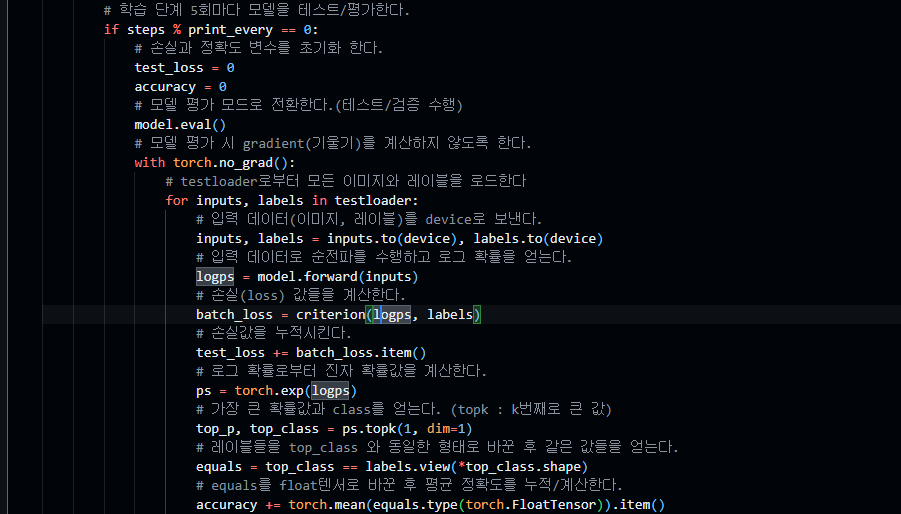 # 학습 단계 5회마다 모델을 테스트/평가한다.
if steps % print_every == 0:
# 손실과 정확도 변수를 초기화 한다.
test_loss = 0
accuracy = 0
# 모델 평가 모드로 전환한다.(테스트/검증 수행)
model.eval()
# 모델 평가 시 gradient(기울기)를 계산하지 않도록 한다.
with torch.no_grad():
# testloader로부터 모든 이미지와 레이블을 로드한다
for inputs, labels in testloader:
# 입력 데이터(이미지, 레이블)를 device로 보낸다.
inputs, labels = inputs.to(device), labels.to(device)
# 입력 데이터로 순전파를 수행하고 로그 확률을 얻는다.
logps = model.forward(inputs)
# 손실(loss) 값들을 계산한다.
batch_loss = criterion(logps, labels)
# 손실값을 누적시킨다.
test_loss += batch_loss.item()
# 로그 확률로부터 진자 확률값을 계산한다.
ps = torch.exp(logps)
# 가장 큰 확률값과 class를 얻는다. (topk : k번째로 큰 값)
top_p, top_class = ps.topk(1, dim=1)
# 레이블들을 top_class 와 동일한 형태로 바꾼 후 같은 값들을 얻는다.
equals = top_class == labels.view(*top_class.shape)
# equals를 float텐서로 바꾼 후 평균 정확도를 누적/계산한다.
accuracy += torch.mean(equals.type(torch.FloatTensor)).item()